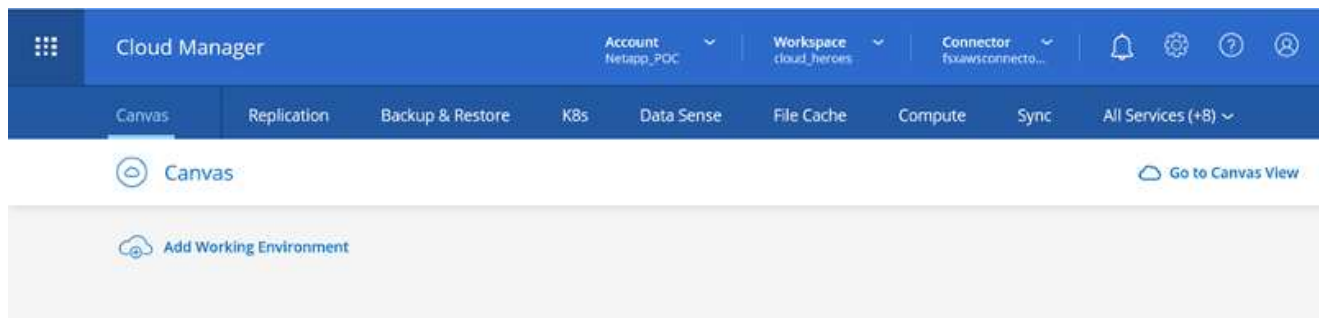 Cloud Manager
Account
Netapp_POC
Workspace
cloud_heroes
Connector
fsxawsconnecto...
Canvas Replication Backup & Restore K8s Data Sense File Cache Compute Sync All Services (+8)
Canvas
Go to Canvas View
Add Working Environment